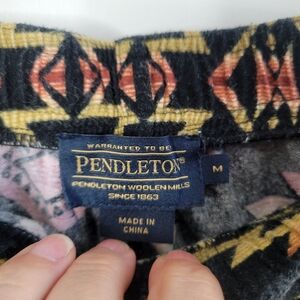 WARRANTED TO BE
PENDLETON®
PENDLETON WOOLEN MILLS
SINCE 1863
M
MADE IN
CHINA